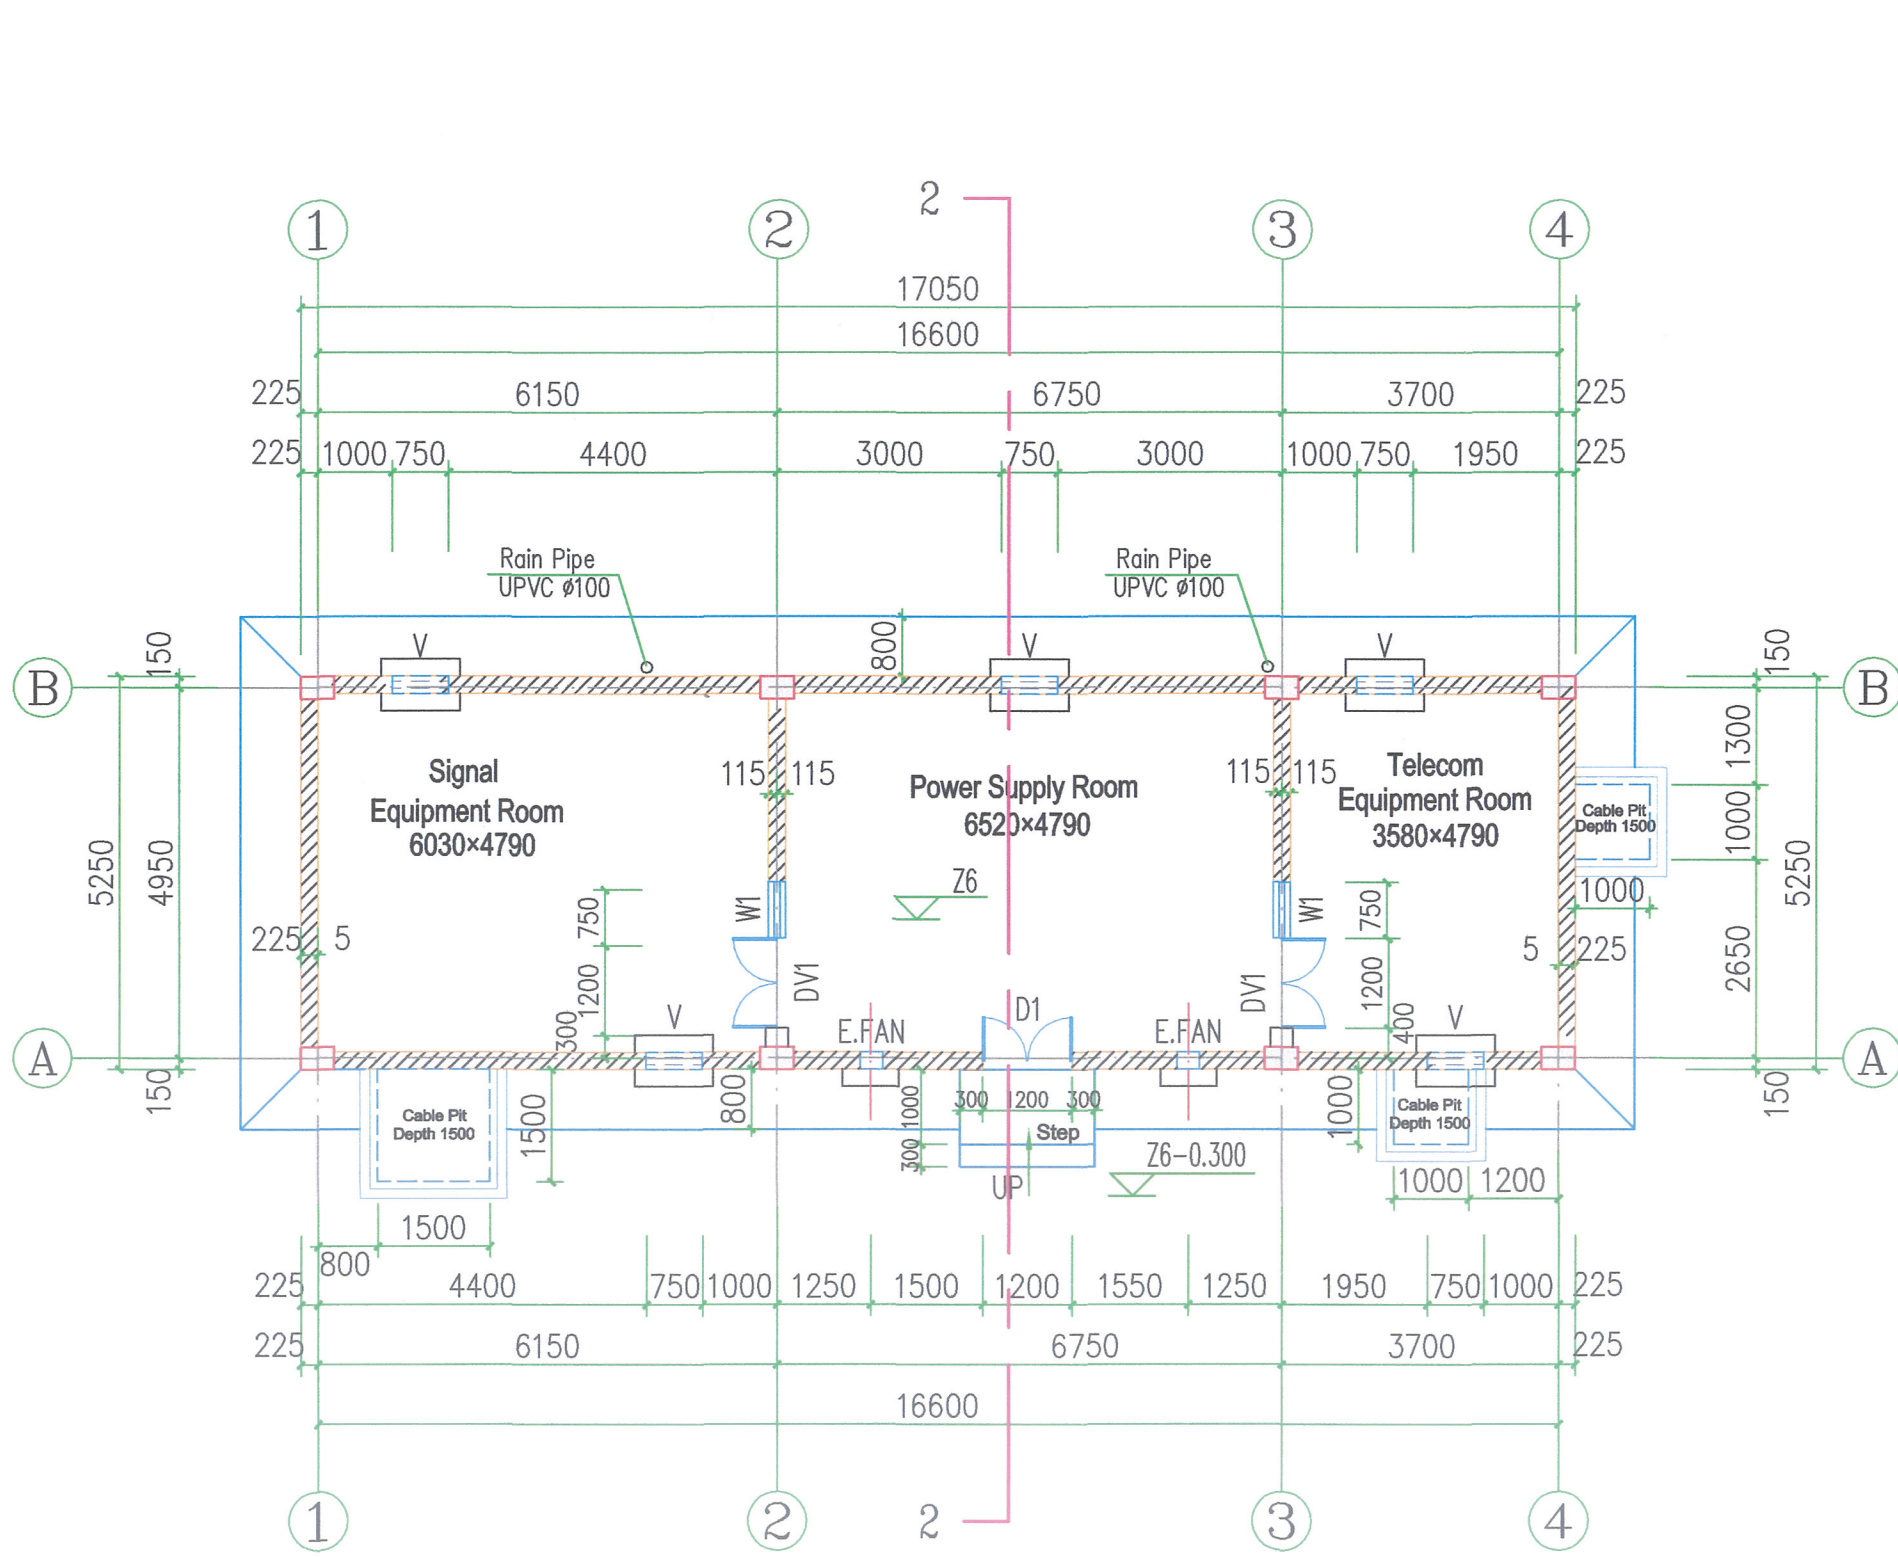 2
1 2 3 4
17050
16600
225 6150 6750 3700 225
225 1000 750 4400 3000 750 3000 1000 750 1950 225
Rain Pipe
UPVC ø100
Rain Pipe
UPVC ø100
150 800 150
V V V
B B
Signal
Equipment Room
6030×4790
115 115
Power Supply Room
6520×4790
115 115
Telecom
Equipment Room
3580×4790
1300
Cable Pit
Depth 1500
1000
1000
5250 4950 5250
Z6
750 W1 W1 750
225 5 5 225
1200 DV1 DV1 1200
2650
300 V E.FAN D1 E.FAN 400 V
A A
150 150
Cable Pit
Depth 1500
1500
800
1000
300
300 1200 300
Step
UP
Z6-0.300
1000
Cable Pit
Depth 1500
1000 1200
1500
800
225 4400 750 1000 1250 1500 1200 1550 1250 1950 750 1000 225
225 6150 6750 3700 225
16600
1 2 2 3 4